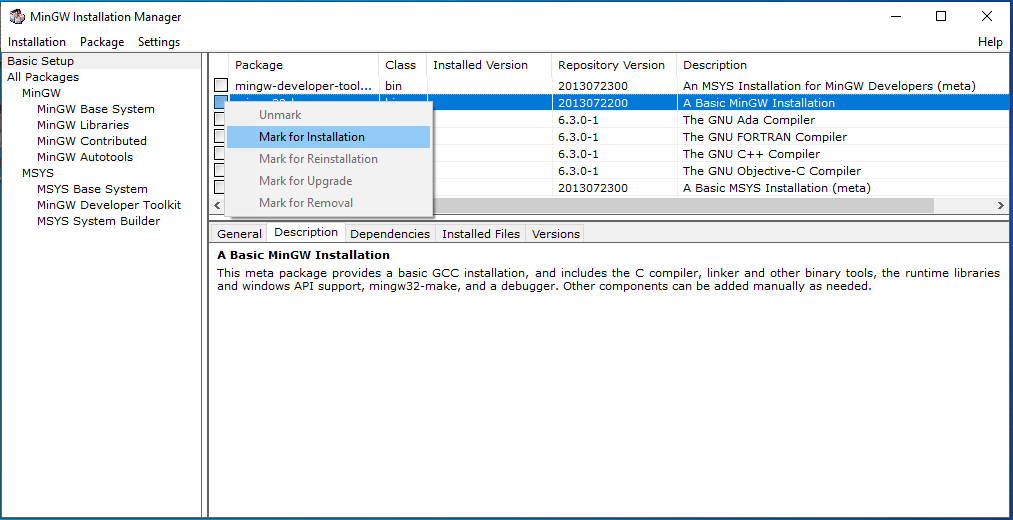 MinGW Installation Manager
Installation Package Settings Help
Basic Setup
All Packages
MinGW
MinGW Base System
MinGW Libraries
MinGW Contributed
MinGW Autotools
MSYS
MSYS Base System
MinGW Developer Toolkit
MSYS System Builder
Package Class Installed Version Repository Version Description
mingw-developer-tool... bin 2013072300 An MSYS Installation for MinGW Developers (meta)
2013072200 A Basic MinGW Installation
6.3.0-1 The GNU Ada Compiler
6.3.0-1 The GNU FORTRAN Compiler
6.3.0-1 The GNU C++ Compiler
6.3.0-1 The GNU Objective-C Compiler
2013072300 A Basic MSYS Installation (meta)
Unmark
Mark for Installation
Mark for Reinstallation
Mark for Upgrade
Mark for Removal
General Description Dependencies Installed Files Versions
A Basic MinGW Installation
This meta package provides a basic GCC installation, and includes the C compiler, linker and other binary tools, the runtime libraries
and windows API support, mingw32-make, and a debugger. Other components can be added manually as needed.